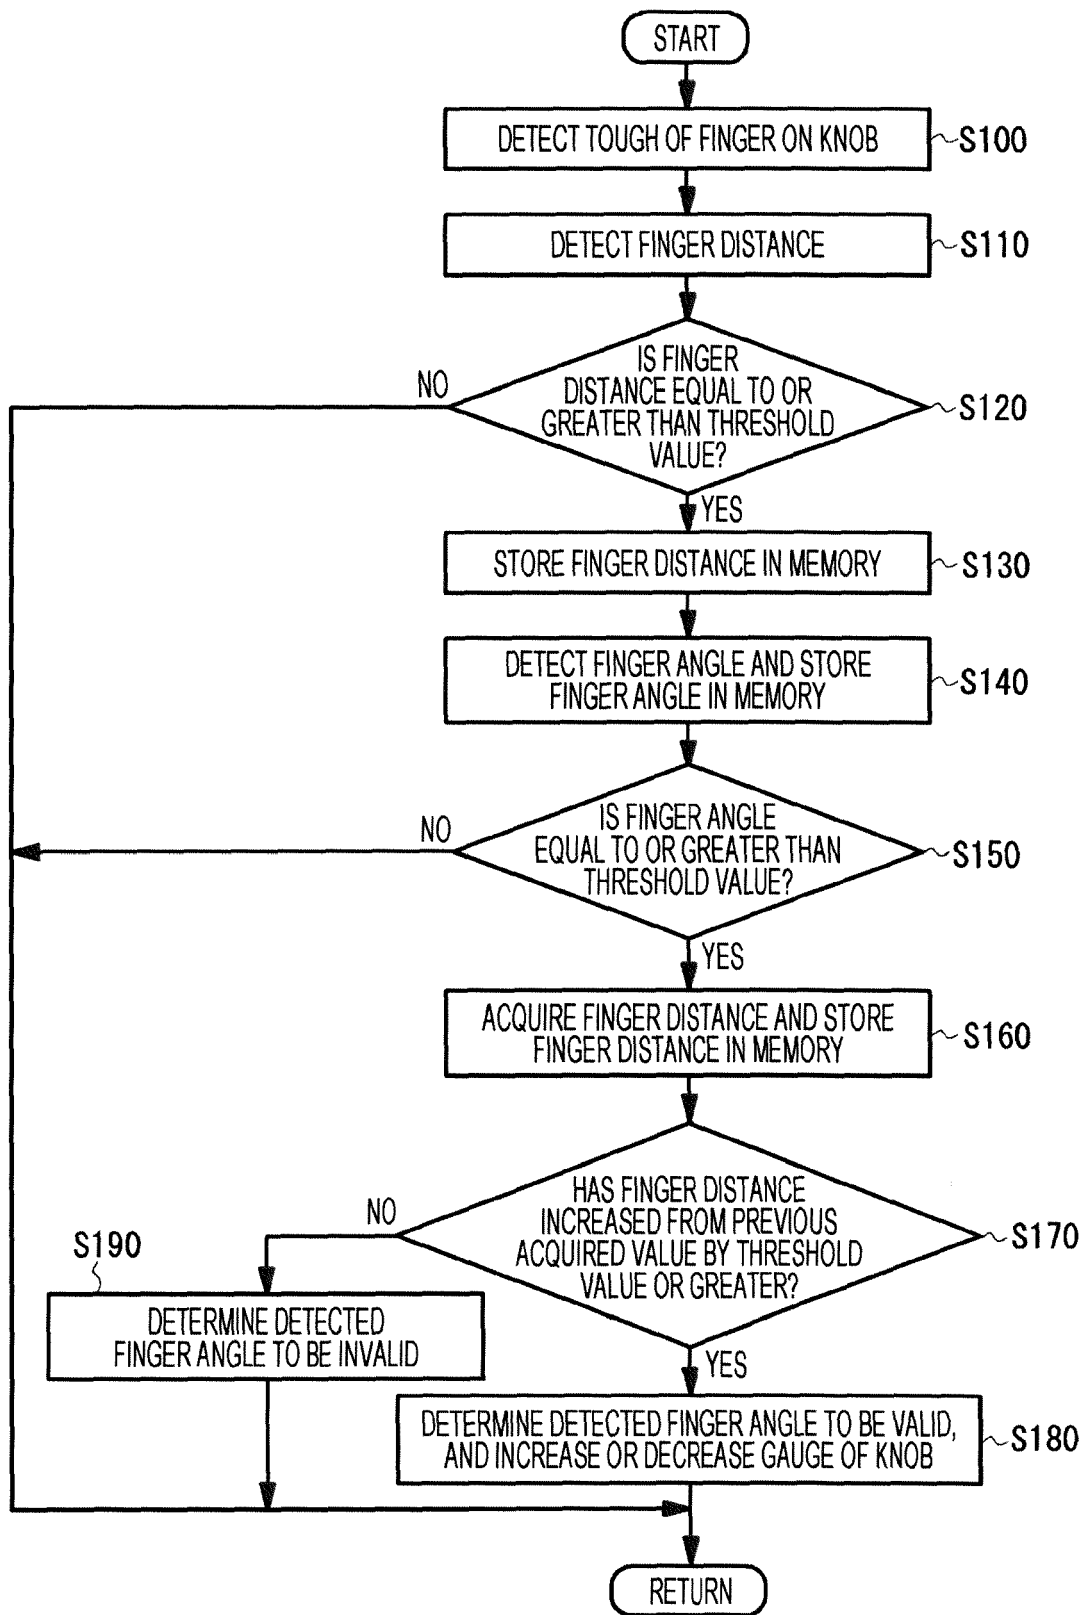 START
DETECT TOUGH OF FINGER ON KNOB
S100
DETECT FINGER DISTANCE
S110
IS FINGER
DISTANCE EQUAL TO OR
GREATER THAN THRESHOLD
VALUE?
S120
NO
YES
STORE FINGER DISTANCE IN MEMORY
S130
DETECT FINGER ANGLE AND STORE
FINGER ANGLE IN MEMORY
S140
IS FINGER ANGLE
EQUAL TO OR GREATER THAN
THRESHOLD VALUE?
S150
NO
YES
ACQUIRE FINGER DISTANCE AND STORE
FINGER DISTANCE IN MEMORY
S160
HAS FINGER DISTANCE
INCREASED FROM PREVIOUS
ACQUIRED VALUE BY THRESHOLD
VALUE OR GREATER?
S170
NO
S190
DETERMINE DETECTED
FINGER ANGLE TO BE INVALID
YES
DETERMINE DETECTED FINGER ANGLE TO BE VALID,
AND INCREASE OR DECREASE GAUGE OF KNOB
S180
RETURN